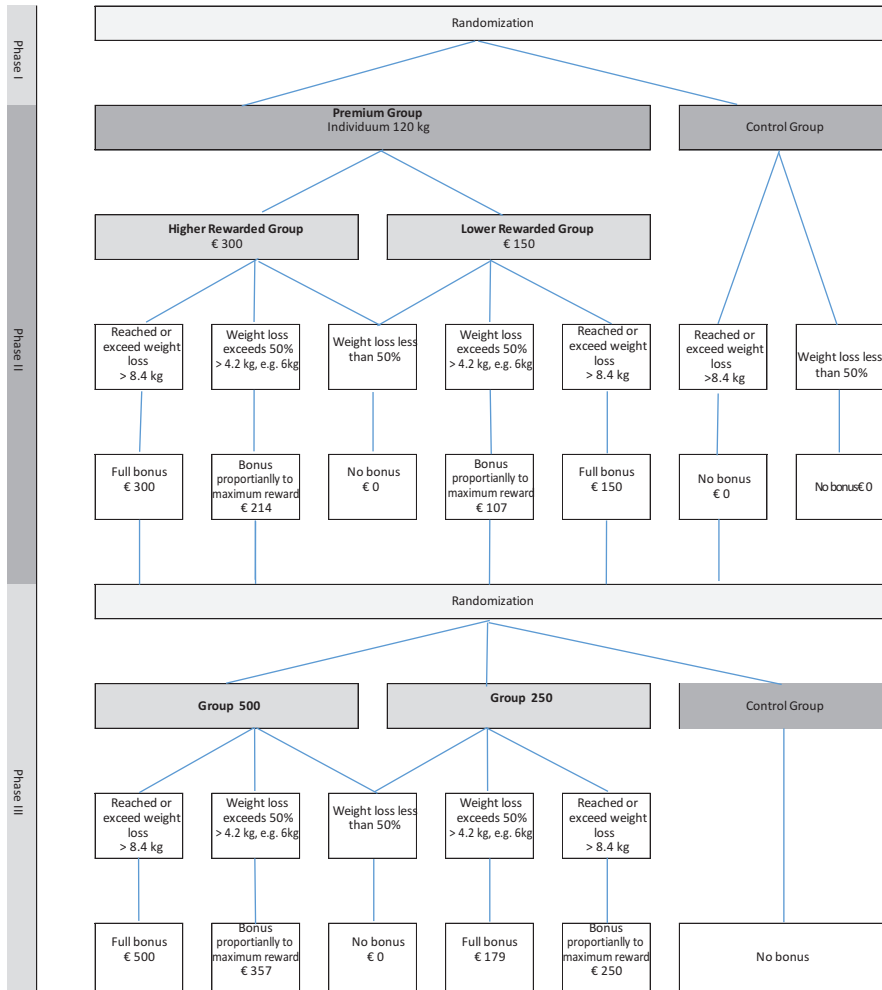 Phase I
Randomization
Phase II
Premium Group
Individuum 120 kg
Control Group
Higher Rewarded Group
€ 300
Lower Rewarded Group
€ 150
Reached or
exceed weight
loss
> 8.4 kg
Weight loss
exceeds 50%
> 4.2 kg, e.g. 6kg
Weight loss less
than 50%
Weight loss
exceeds 50%
> 4.2 kg, e.g. 6kg
Reached or
exceed weight
loss
> 8.4 kg
Reached or
exceed weight
loss
>8.4 kg
Weight loss less
than 50%
Full bonus
€ 300
Bonus
proportianlly to
maximum reward
€ 214
No bonus
€ 0
Bonus
proportianlly to
maximum reward
€ 107
Full bonus
€ 150
No bonus
€ 0
No bonus€ 0
Phase III
Randomization
Group 500
Group 250
Control Group
Reached or
exceed weight
loss
> 8.4 kg
Weight loss
exceeds 50%
> 4.2 kg, e.g. 6kg
Weight loss less
than 50%
Weight loss
exceeds 50%
> 4.2 kg, e.g. 6kg
Reached or
exceed weight
loss
> 8.4 kg
Full bonus
€ 500
Bonus
proportianlly to
maximum reward
€ 357
No bonus
€ 0
Full bonus
€ 179
Bonus
proportianlly to
maximum reward
€ 250
No bonus